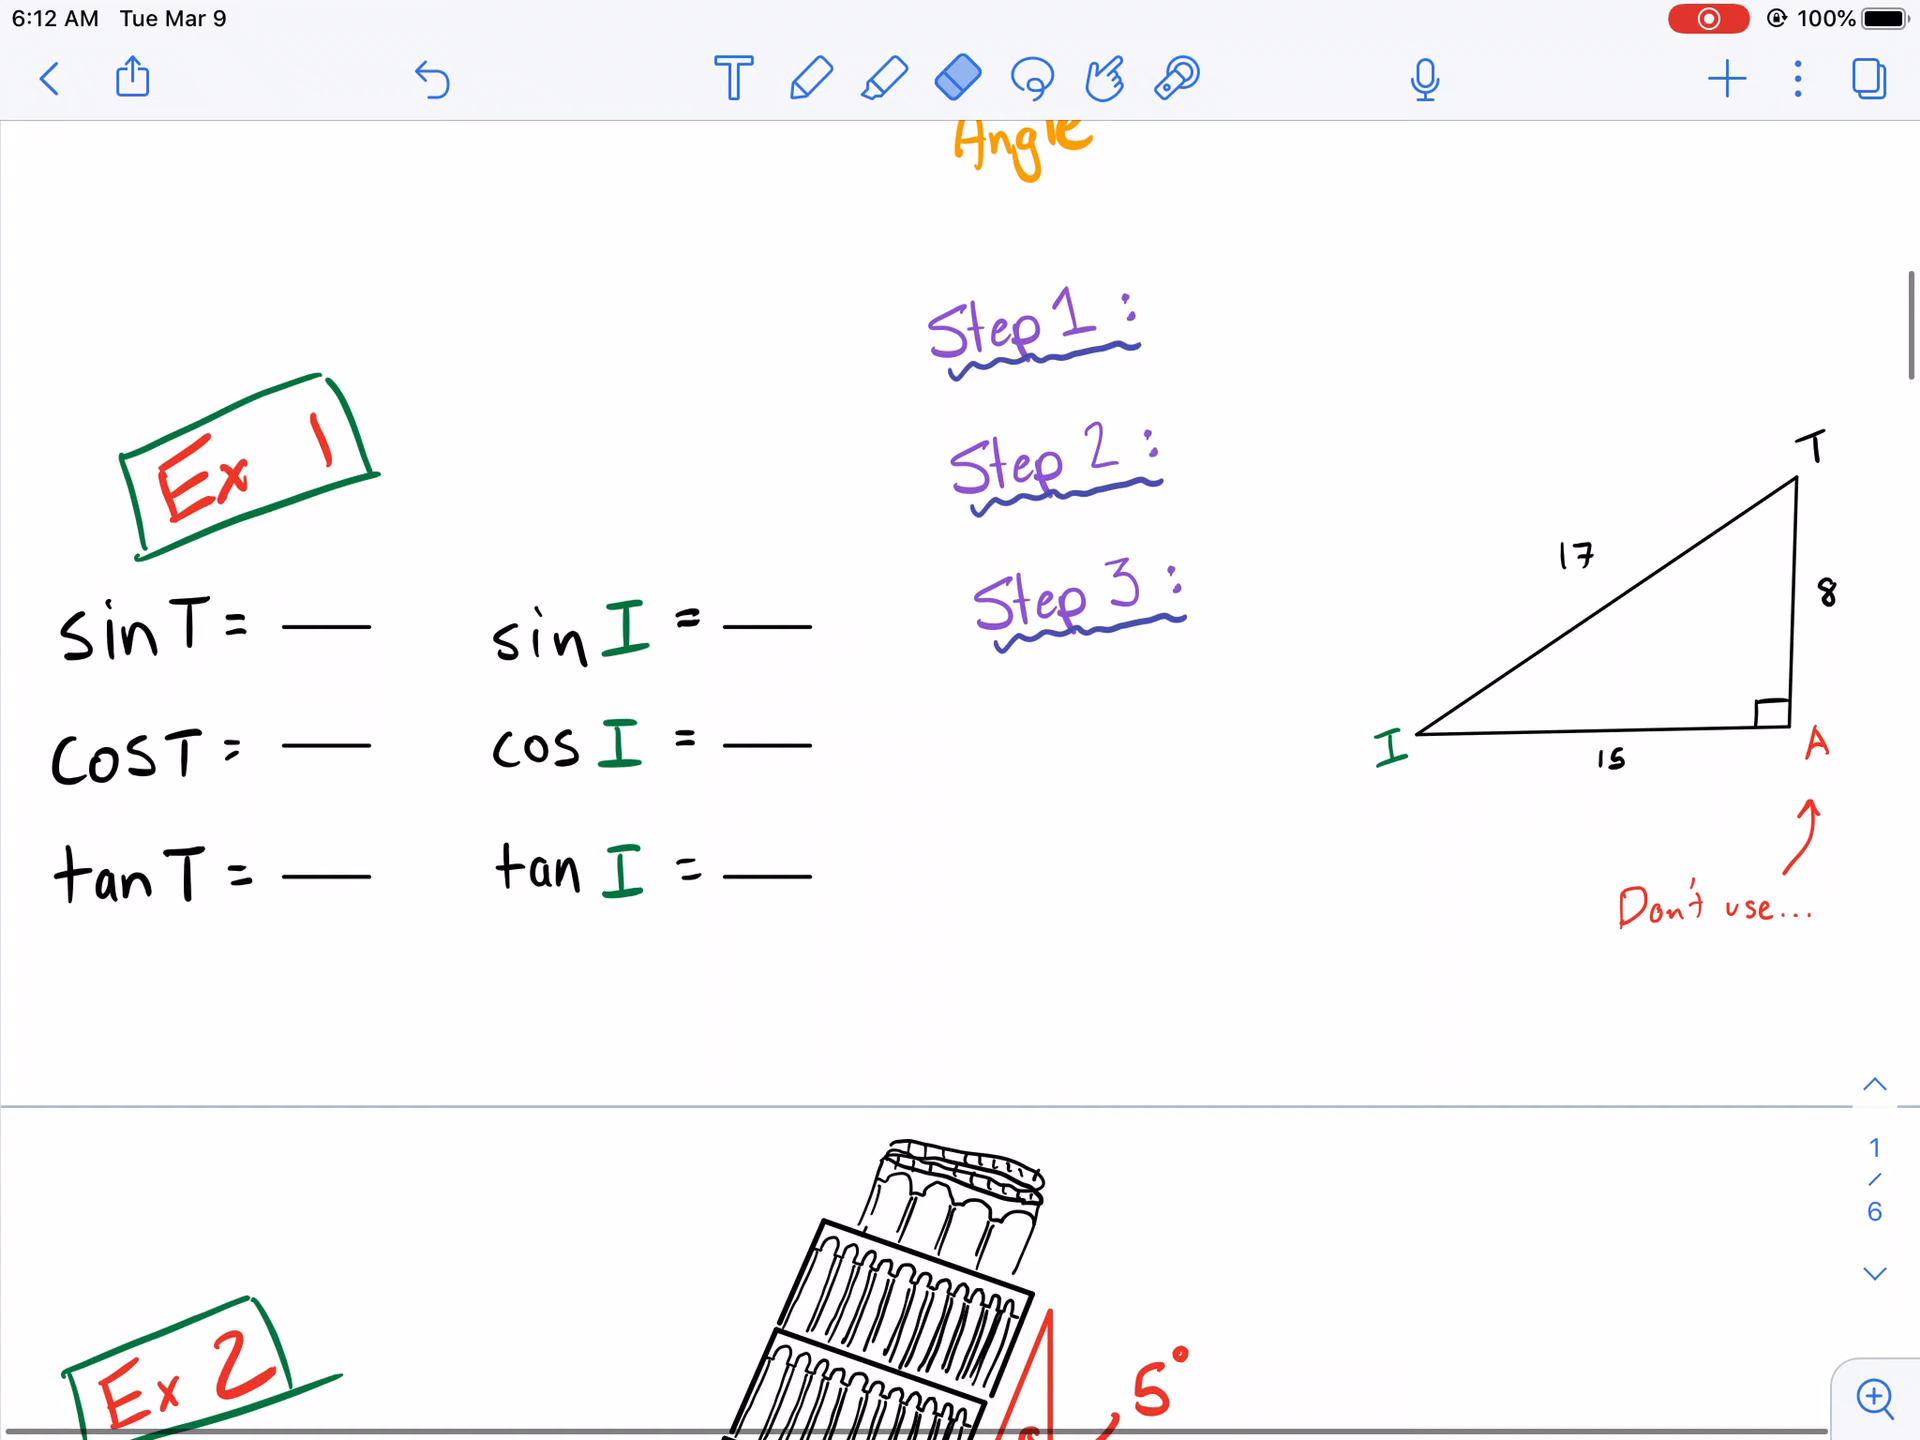 6:12 AM Tue Mar 9
100%
Angle
Step 1:
Step 2:
Step 3:
Ex 1
sin T =
sin I =
cos T =
cos I =
tan T =
tan I =
T
17
8
I
15
A
Don't use...
1
/
6
Ex 2
5°